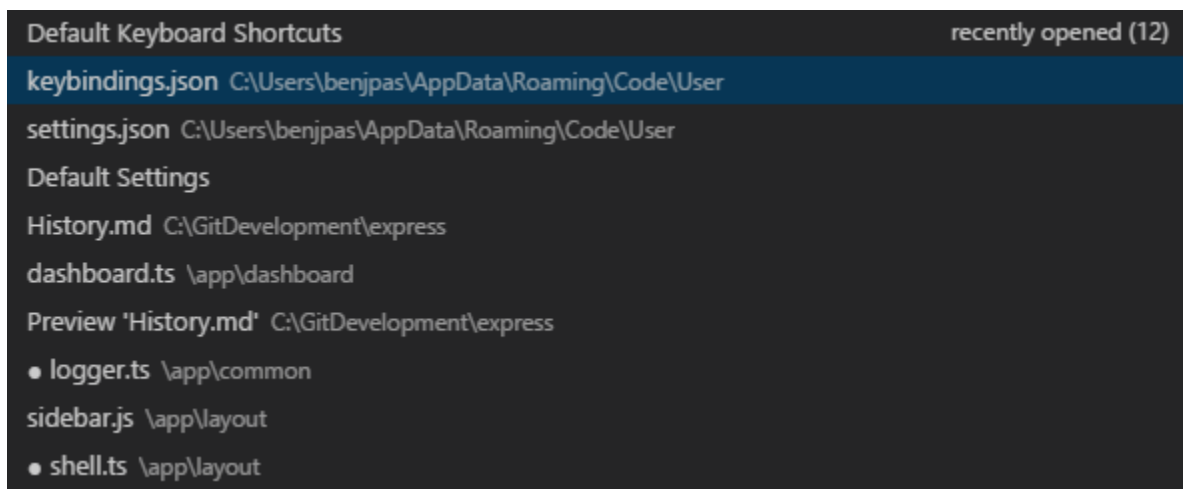 Default Keyboard Shortcuts recently opened (12)
keybindings.json C:\Users\benjpas\AppData\Roaming\Code\User
settings.json C:\Users\benjpas\AppData\Roaming\Code\User
Default Settings
History.md C:\GitDevelopment\express
dashboard.ts \app\dashboard
Preview 'History.md' C:\GitDevelopment\express
● logger.ts \app\common
sidebar.js \app\layout
● shell.ts \app\layout